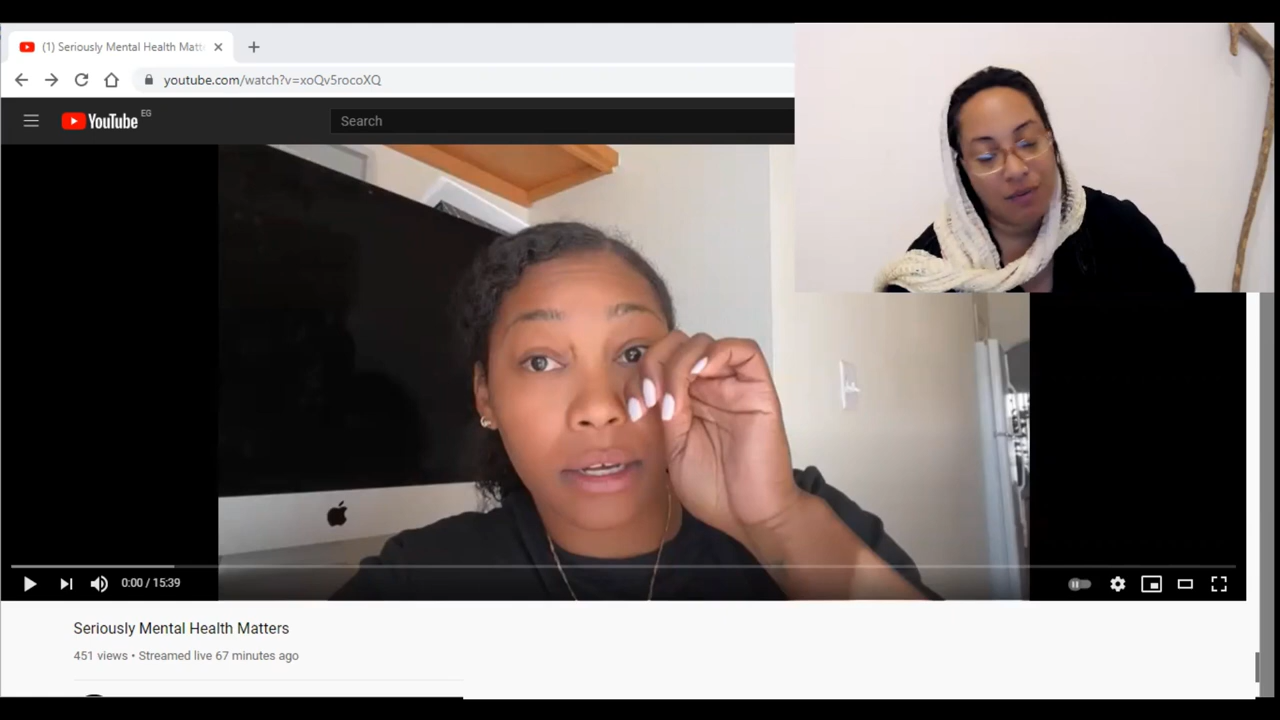 (1) Seriously Mental Health Matt
youtube.com/watch?v=xoQv5rocoXQ
YouTube EG
Search
0:00 / 15:39
Seriously Mental Health Matters
451 views • Streamed live 67 minutes ago